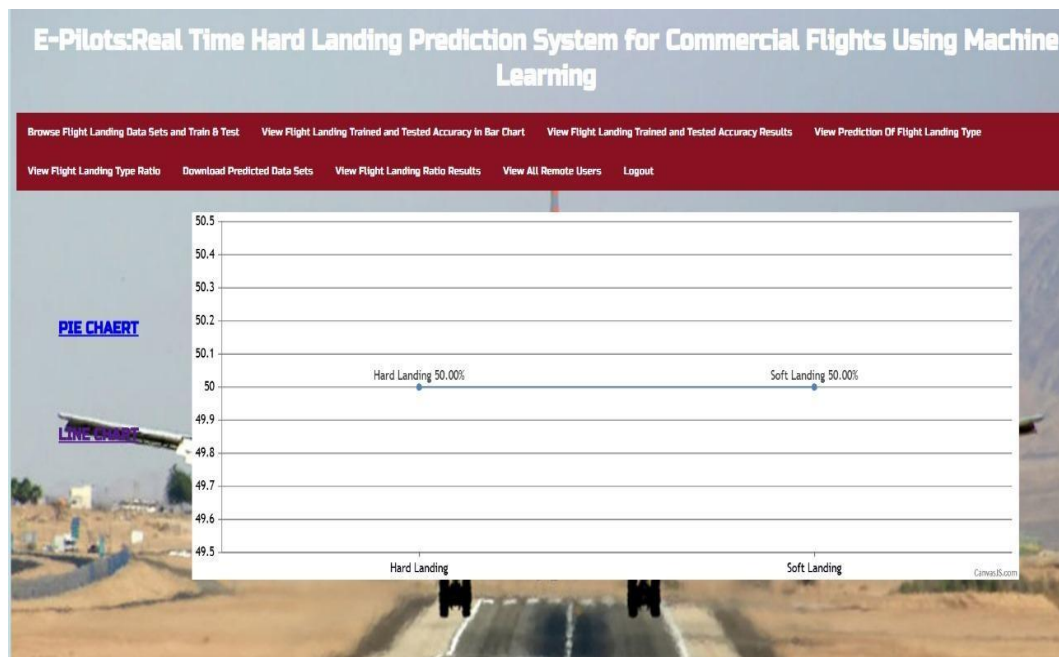 E-Pilots:Real Time Hard Landing Prediction System for Commercial Flights Using Machine
Learning
Browse Flight Landing Data Sets and Train & Test    View Flight Landing Trained and Tested Accuracy in Bar Chart    View Flight Landing Trained and Tested Accuracy Results    View Prediction Of Flight Landing Type
View Flight Landing Type Ratio    Download Predicted Data Sets    View Flight Landing Ratio Results    View All Remote Users    Logout
PIE CHAERT
LINE CHART
50.5
50.4
50.3
50.2
50.1
50
49.9
49.8
49.7
49.6
49.5
Hard Landing 50.00%    Soft Landing 50.00%
Hard Landing    Soft Landing
CanvasJS.com